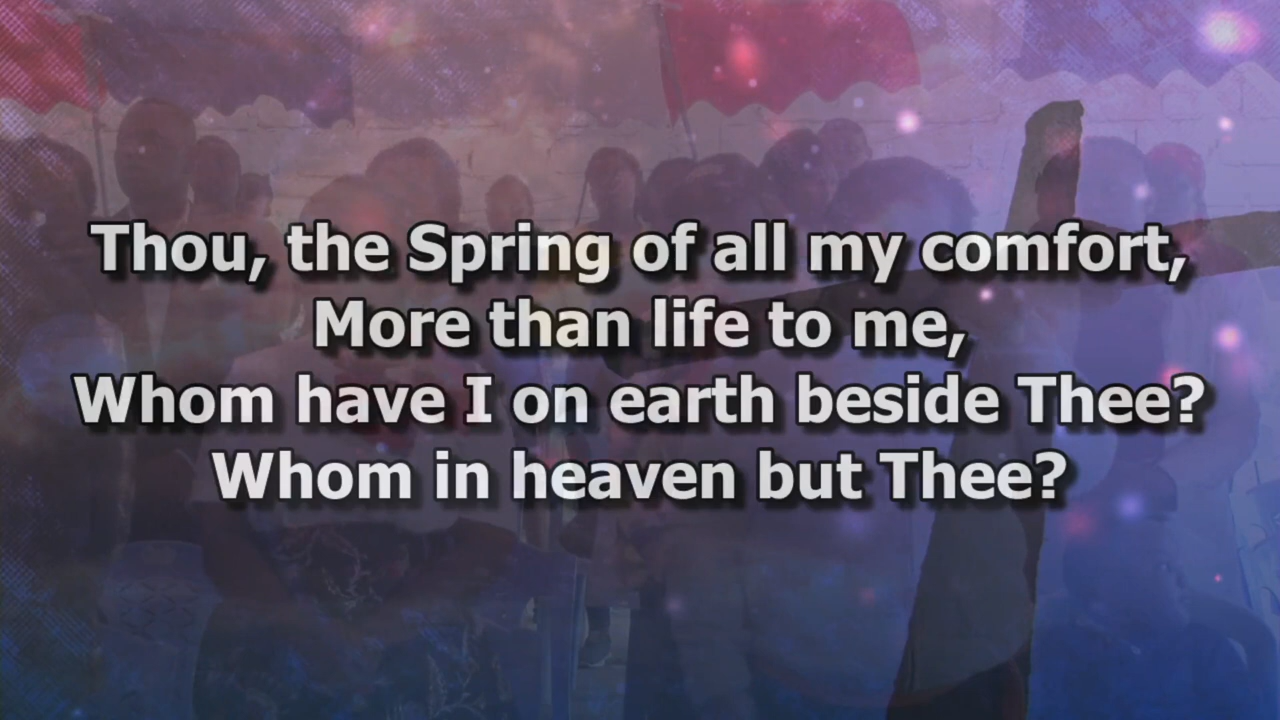 Thou, the Spring of all my comfort,
More than life to me,
Whom have I on earth beside Thee?
Whom in heaven but Thee?